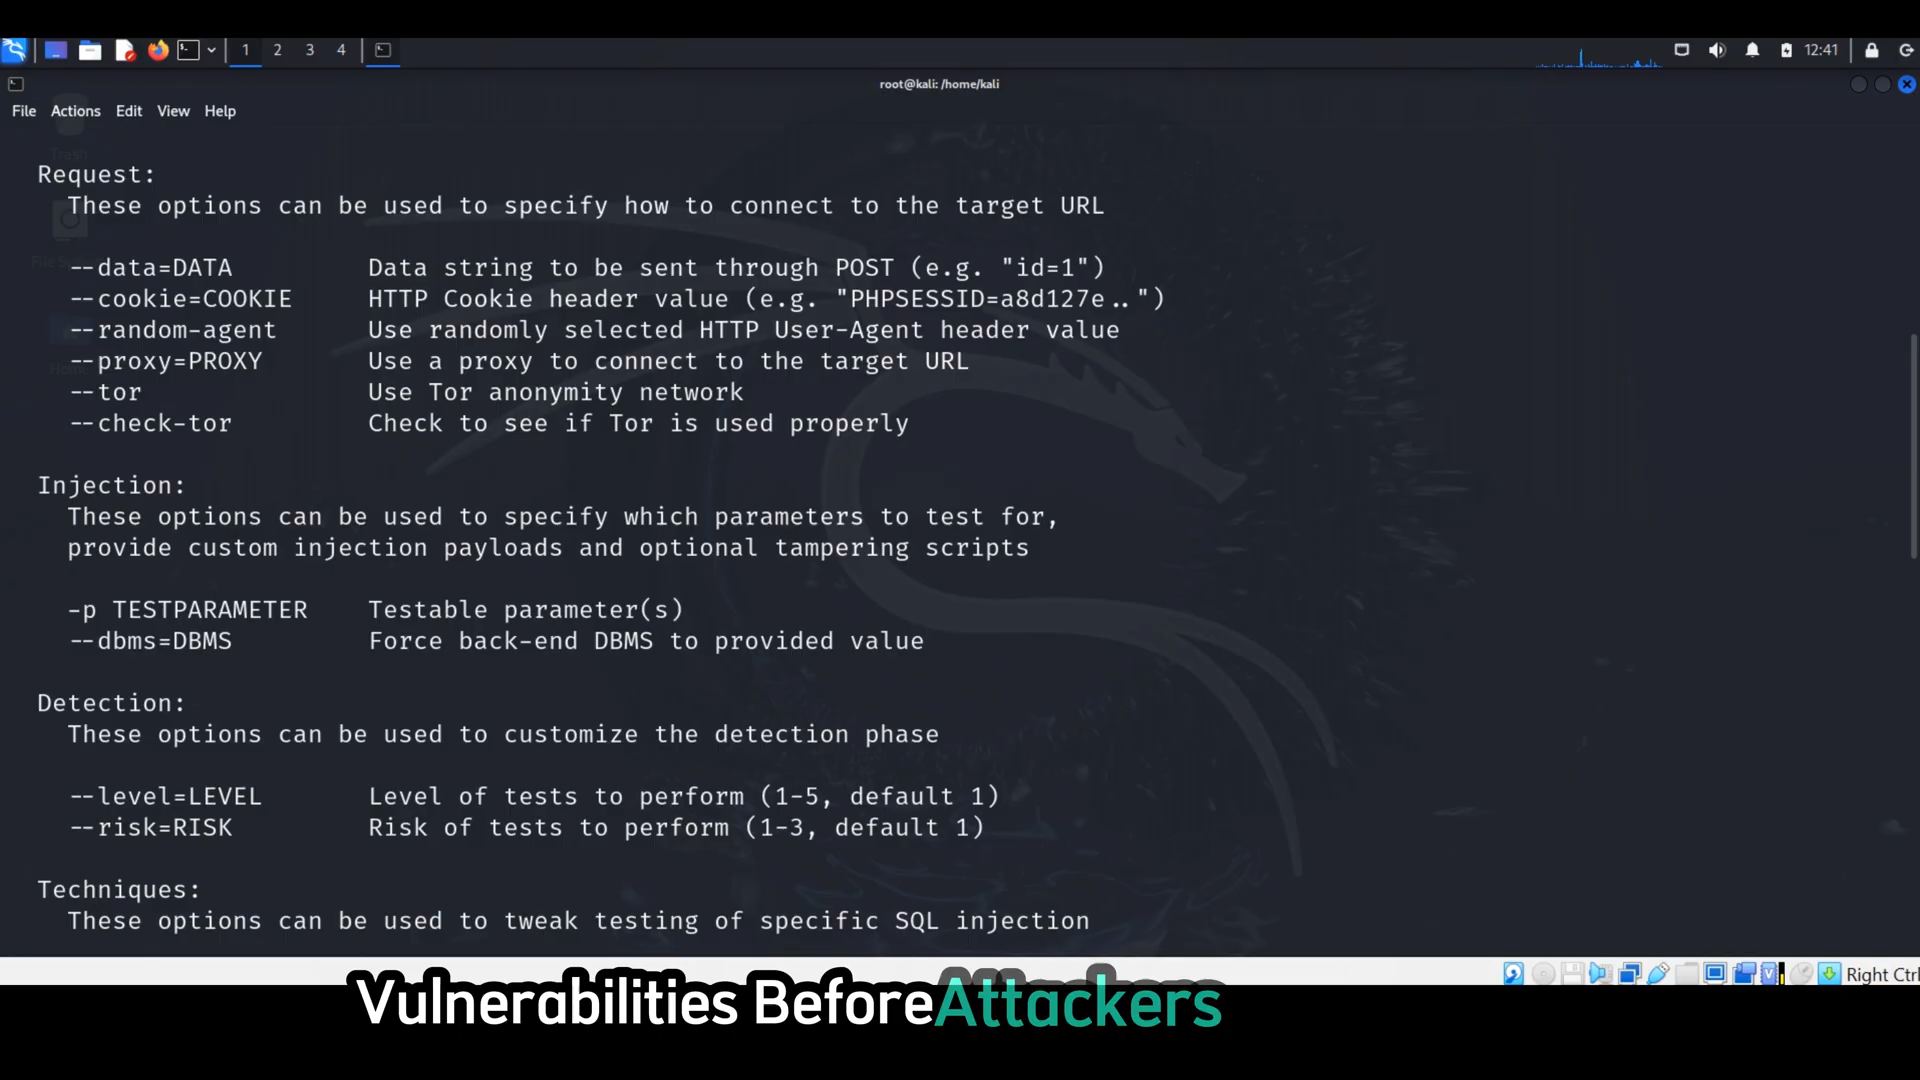 1 2 3 4
12:41
root@kali: /home/kali
File Actions Edit View Help
Trash
Request:
These options can be used to specify how to connect to the target URL
--data=DATA Data string to be sent through POST (e.g. "id=1")
--cookie=COOKIE HTTP Cookie header value (e.g. "PHPSESSID=a8d127e..")
--random-agent Use randomly selected HTTP User-Agent header value
--proxy=PROXY Use a proxy to connect to the target URL
--tor Use Tor anonymity network
--check-tor Check to see if Tor is used properly
Home
Injection:
These options can be used to specify which parameters to test for,
provide custom injection payloads and optional tampering scripts
-p TESTPARAMETER Testable parameter(s)
--dbms=DBMS Force back-end DBMS to provided value
Detection:
These options can be used to customize the detection phase
--level=LEVEL Level of tests to perform (1-5, default 1)
--risk=RISK Risk of tests to perform (1-3, default 1)
Techniques:
These options can be used to tweak testing of specific SQL injection
Right Ctrl
Vulnerabilities Before Attackers